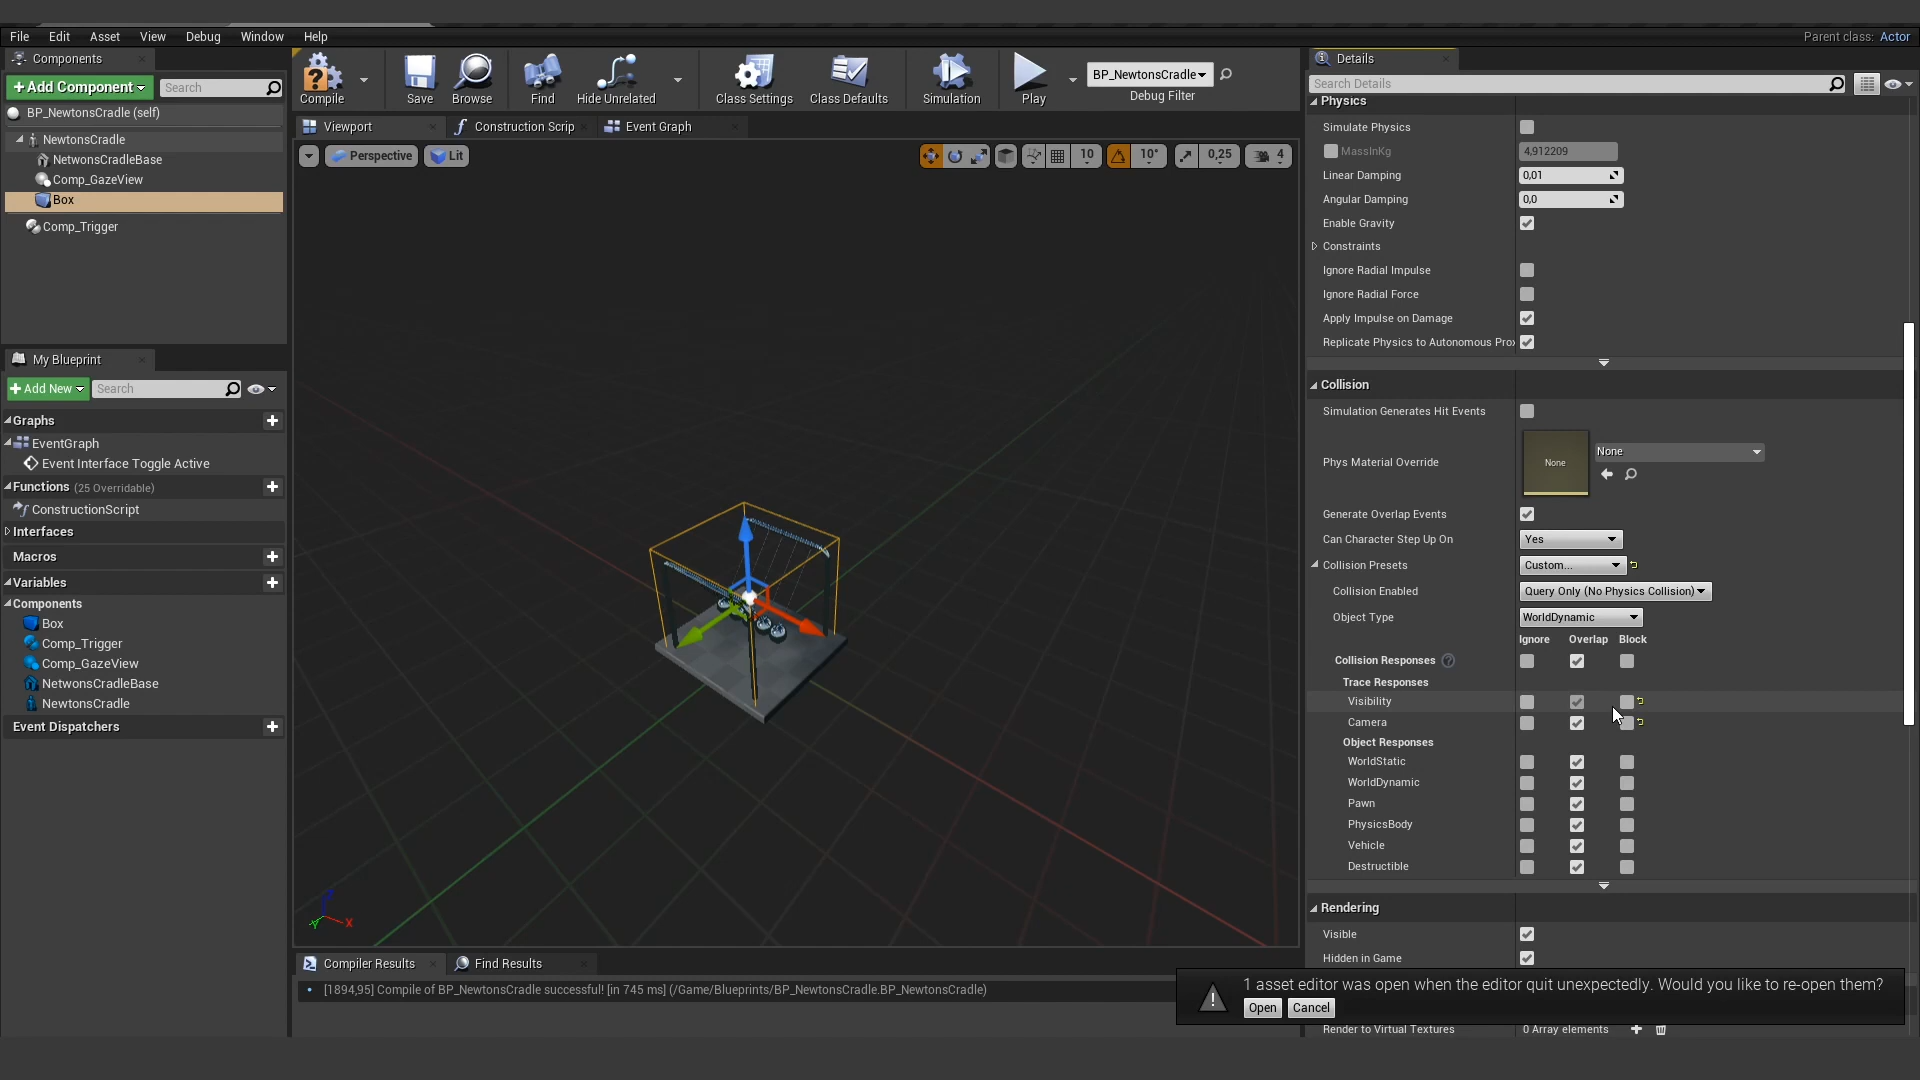 File Edit Asset View Debug Window Help
Parent class: Actor
Components
+ Add Component
Search
BP_NewtonsCradle (self)
NewtonsCradle
NetwonsCradleBase
Comp_GazeView
Box
Comp_Trigger
My Blueprint
+ Add New
Search
Graphs
EventGraph
Event Interface Toggle Active
Functions (25 Overridable)
ConstructionScript
Interfaces
Macros
Variables
Components
Box
Comp_Trigger
Comp_GazeView
NetwonsCradleBase
NewtonsCradle
Event Dispatchers
Compile
Save
Browse
Find
Hide Unrelated
Class Settings
Class Defaults
Simulation
Play
BP_NewtonsCradle
Debug Filter
Viewport
Construction Scrip
Event Graph
Perspective
Lit
10
10°
0,25
4
Z
Y
X
Compiler Results
Find Results
[1894,95] Compile of BP_NewtonsCradle successful! [in 745 ms] (/Game/Blueprints/BP_NewtonsCradle.BP_NewtonsCradle)
Details
Search Details
Physics
Simulate Physics
MassInKg 4,912209
Linear Damping 0,01
Angular Damping 0,0
Enable Gravity
Constraints
Ignore Radial Impulse
Ignore Radial Force
Apply Impulse on Damage
Replicate Physics to Autonomous Prox
Collision
Simulation Generates Hit Events
Phys Material Override None None
Generate Overlap Events
Can Character Step Up On Yes
Collision Presets Custom...
Collision Enabled Query Only (No Physics Collision)
Object Type WorldDynamic
Ignore Overlap Block
Collision Responses ?
Trace Responses
Visibility
Camera
Object Responses
WorldStatic
WorldDynamic
Pawn
PhysicsBody
Vehicle
Destructible
Rendering
Visible
Hidden in Game
1 asset editor was open when the editor quit unexpectedly. Would you like to re-open them?
Open Cancel
Render to Virtual Textures 0 Array elements